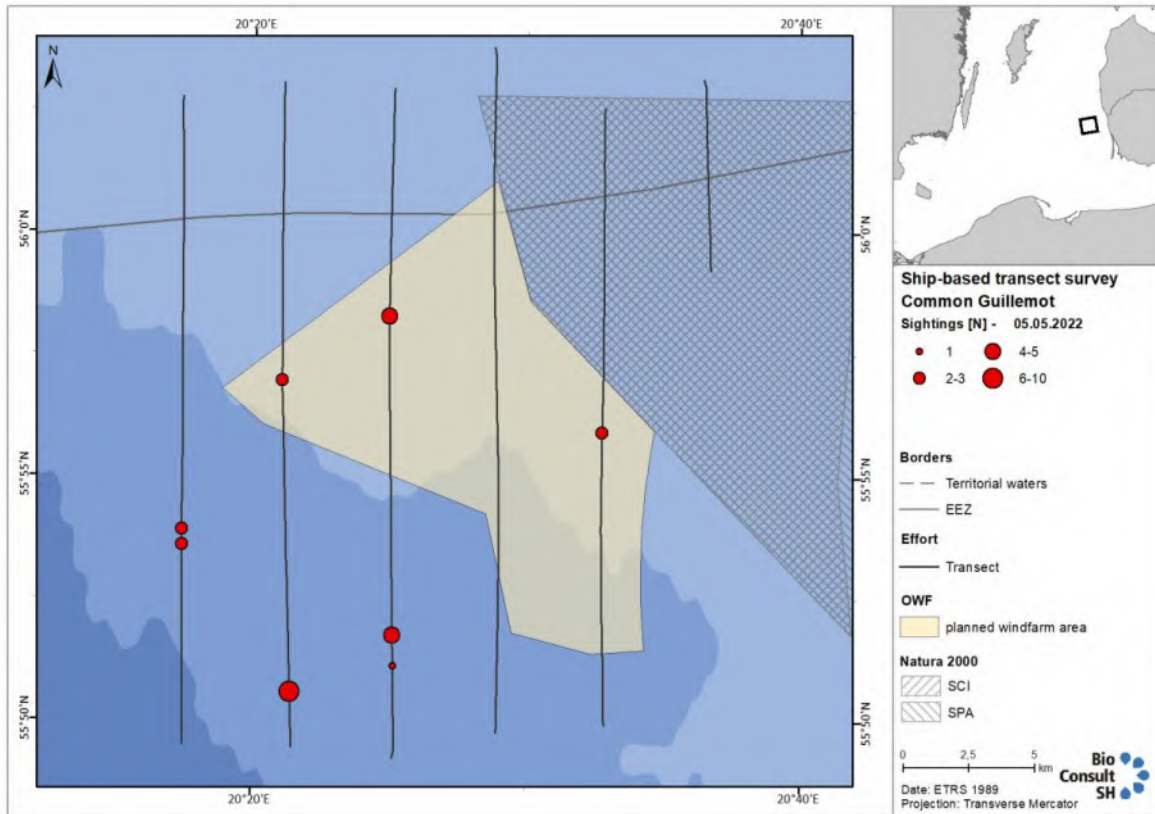 20°20'E
20°40'E
N
56°0'N
56°0'N
55°55'N
55°55'N
55°50'N
55°50'N
20°20'E
20°40'E
Ship-based transect survey
Common Guillemot
Sightings [N] - 05.05.2022
1 4-5
2-3 6-10
Borders
Territorial waters
EEZ
Effort
Transect
OWF
planned windfarm area
Natura 2000
SCI
SPA
0 2,5 5
km
Date: ETRS 1989
Projection: Transverse Mercator
Bio
Consult
SH